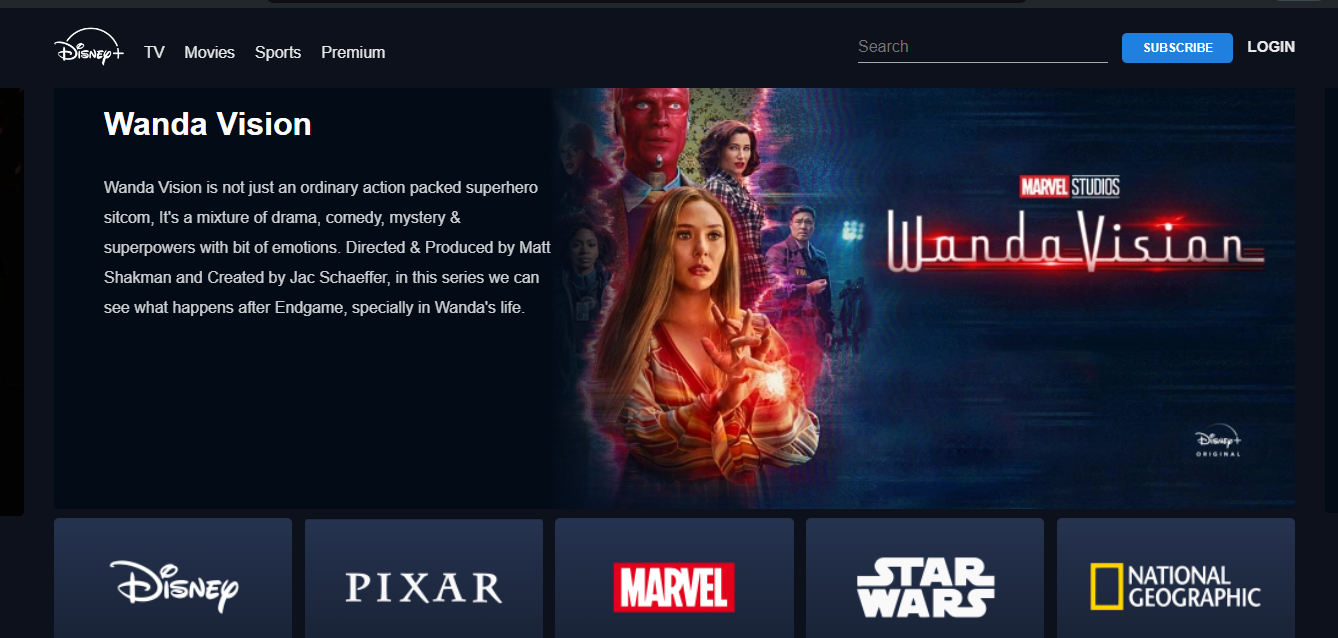 Disney+
TV Movies Sports Premium
Search
SUBSCRIBE
LOGIN
Wanda Vision
Wanda Vision is not just an ordinary action packed superhero
sitcom, It's a mixture of drama, comedy, mystery &
superpowers with bit of emotions. Directed & Produced by Matt
Shakman and Created by Jac Schaeffer, in this series we can
see what happens after Endgame, specially in Wanda's life.
MARVEL STUDIOS
WandaVision
Disney+
ORIGINAL
Disney
PIXAR
MARVEL
STAR
WARS
NATIONAL
GEOGRAPHIC